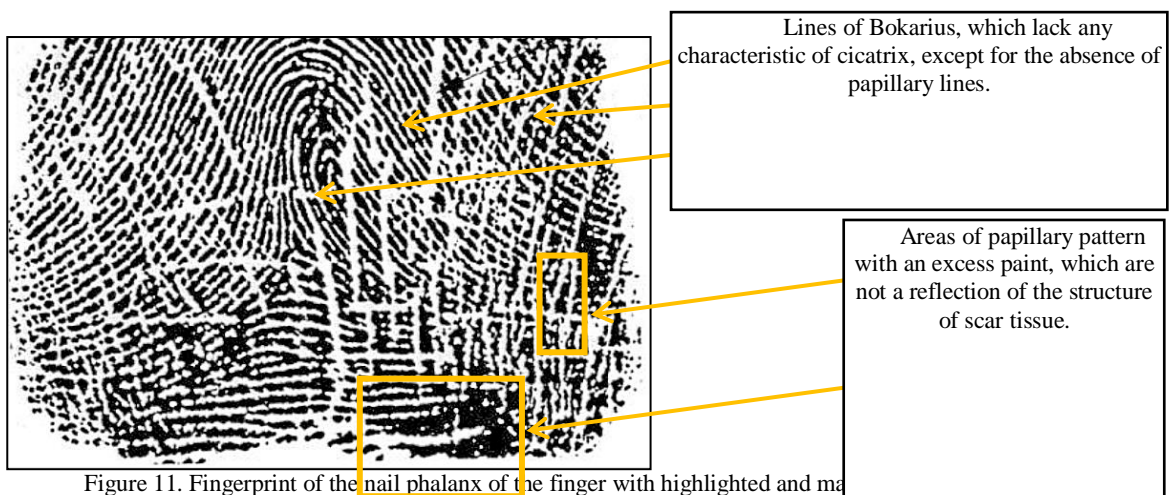 Lines of Bokarius, which lack any
characteristic of cicatrix, except for the absence of
papillary lines.
Areas of papillary pattern
with an excess paint, which are
not a reflection of the structure
of scar tissue.
Figure 11. Fingerprint of the nail phalanx of the finger with highlighted and